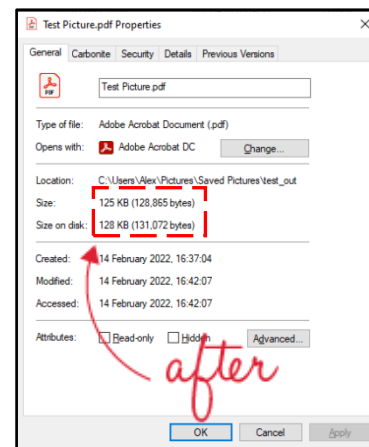 Test Picture.pdf Properties
General Carbonite Security Details Previous Versions
PDF
Test Picture.pdf
Type of file: Adobe Acrobat Document (.pdf)
Opens with: Adobe Acrobat DC Change...
Location: C:\Users\Alex\Pictures\Saved Pictures\test_out
Size: 125 KB (128,865 bytes)
Size on disk: 128 KB (131,072 bytes)
Created: 14 February 2022, 16:37:04
Modified: 14 February 2022, 16:42:07
Accessed: 14 February 2022, 16:42:07
Attributes: Read-only Hidden Advanced...
after
OK Cancel Apply